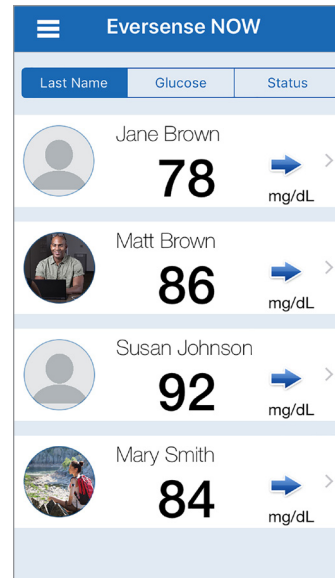 Eversense NOW
Last Name Glucose Status
Jane Brown
78
mg/dL
Matt Brown
86
mg/dL
Susan Johnson
92
mg/dL
Mary Smith
84
mg/dL